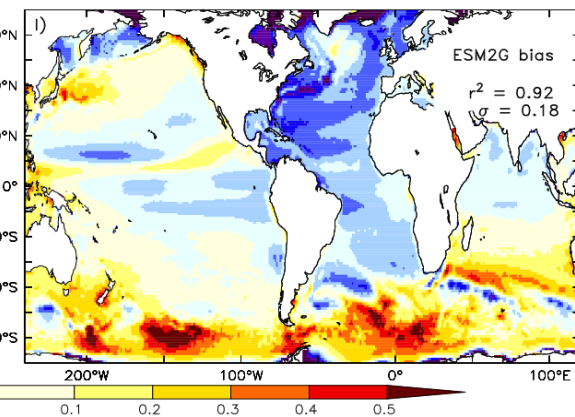 l)
ESM2G bias
r² = 0.92
σ = 0.18
°N
°N
°N
0°
°S
°S
°S
200°W 100°W 0° 100°E
0.1 0.2 0.3 0.4 0.5